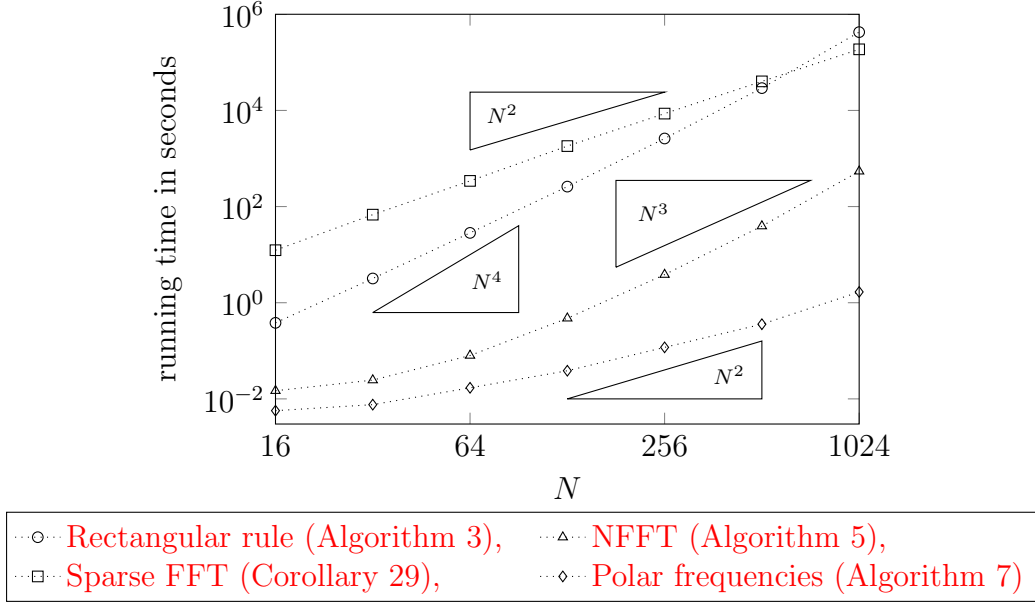 running time in seconds
10^6
10^4
10^2
10^0
10^−2
N^2
N^3
N^4
N^2
16 64 256 1024
N
Rectangular rule (Algorithm 3), NFFT (Algorithm 5),
Sparse FFT (Corollary 29), Polar frequencies (Algorithm 7)